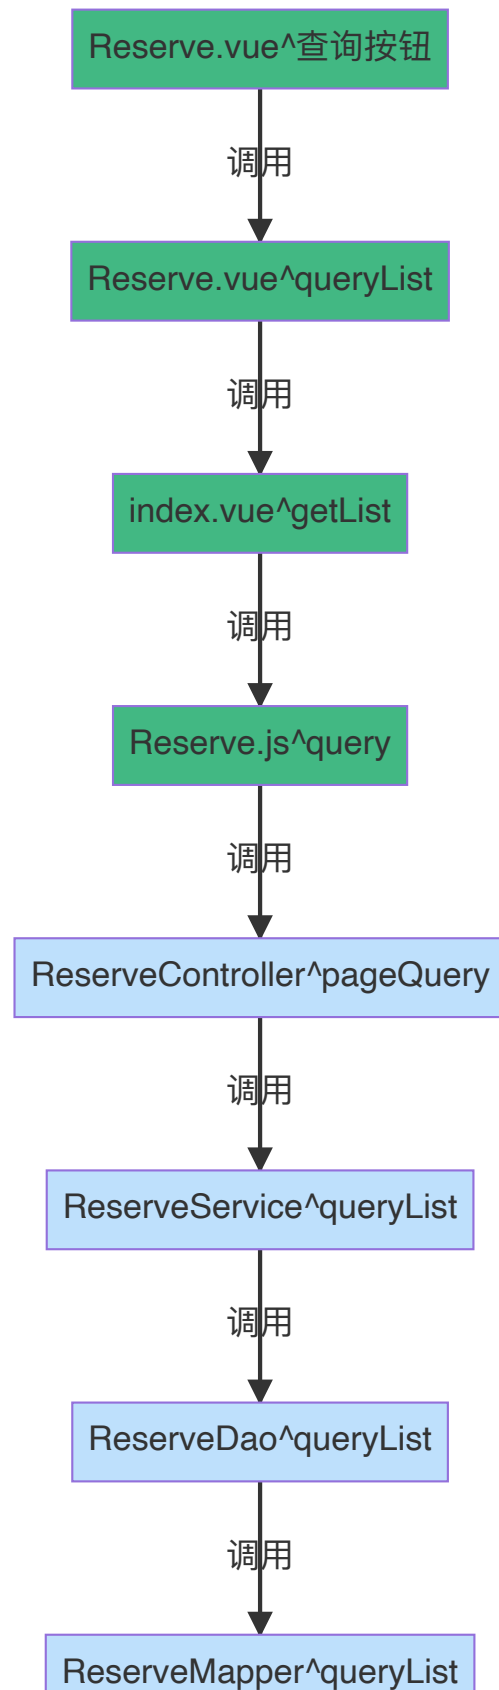 Reserve.vue^查询按钮
调用
Reserve.vue^queryList
调用
index.vue^getList
调用
Reserve.js^query
调用
ReserveController^pageQuery
调用
ReserveService^queryList
调用
ReserveDao^queryList
调用
ReserveMapper^queryList